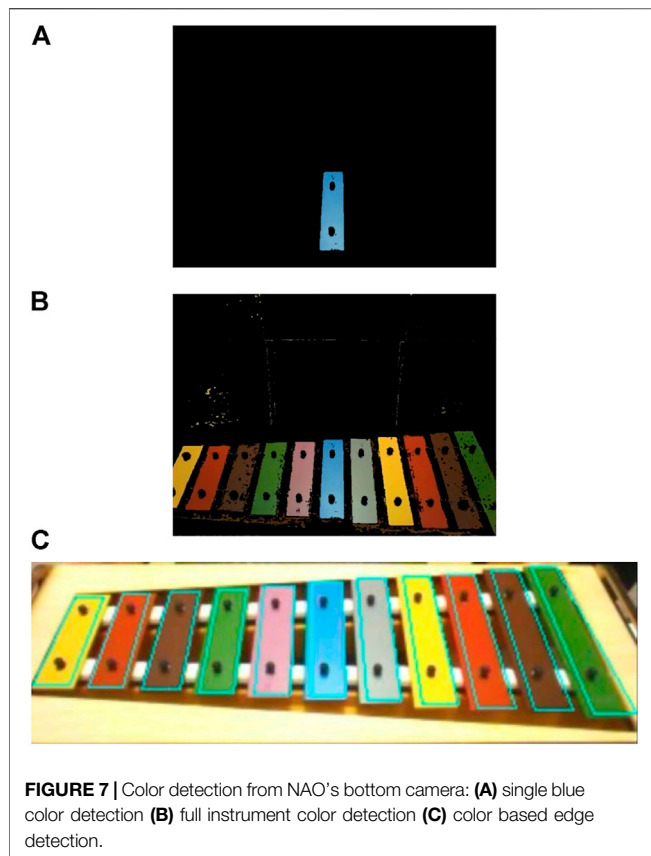 A
B
C
FIGURE 7 | Color detection from NAO's bottom camera: (A) single blue
color detection (B) full instrument color detection (C) color based edge
detection.